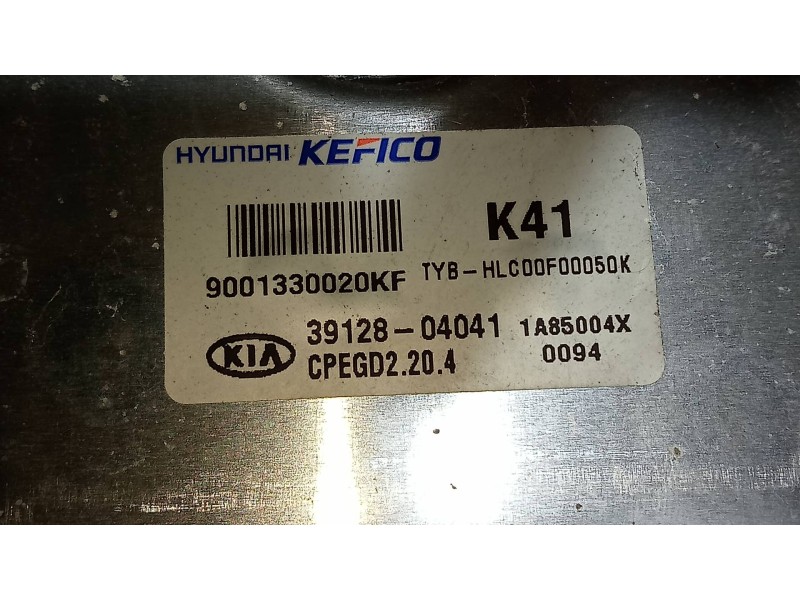 HYUNDAI KEFICO
K41
9001330020KF TYB-HLC00F00050K
KIA 39128-04041 1A85004X
CPEGD2.20.4 0094